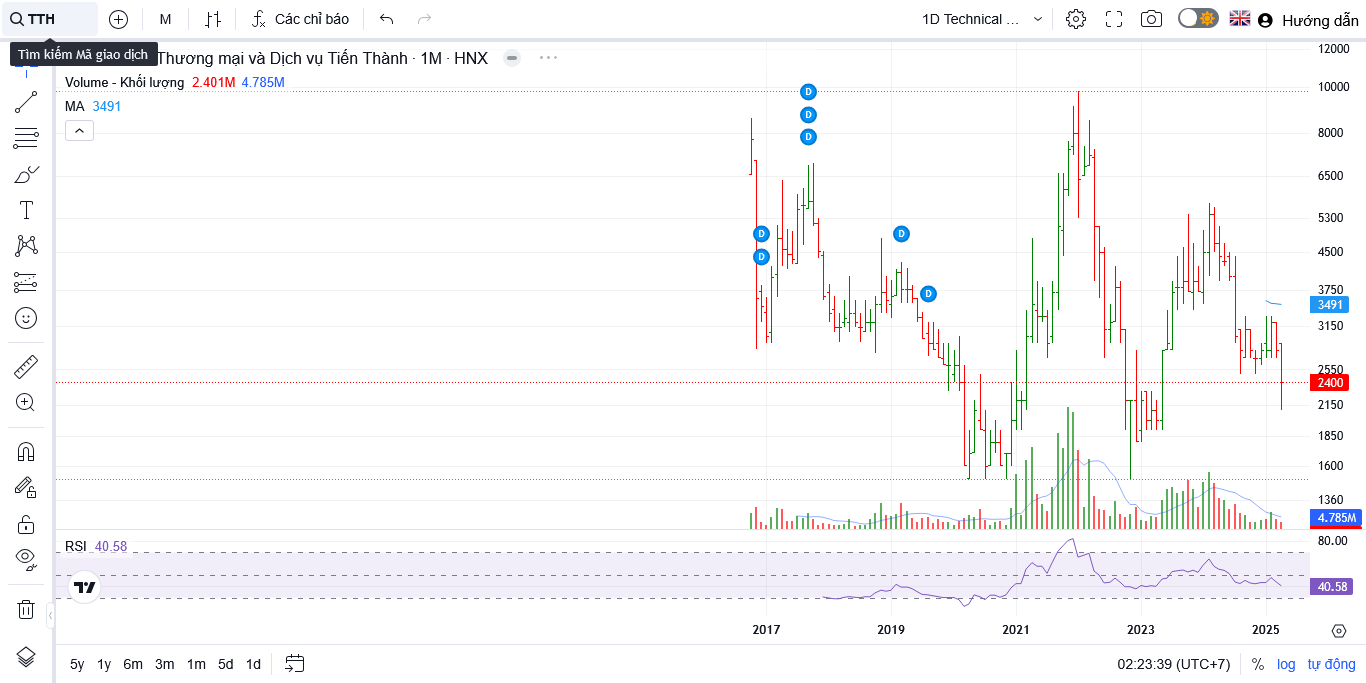 TTH
M
Các chỉ báo
1D Technical ...
Hướng dẫn
Tìm kiếm Mã giao dịch
Thương mại và Dịch vụ Tiến Thành · 1M · HNX
Volume - Khối lượng 2.401M 4.785M
MA 3491
D
D
D
D
D
D
D
12000
10000
8000
6500
5300
4500
3750
3491
3150
2550
2400
2150
1850
1600
1360
4.785M
RSI 40.58
80.00
40.58
2017
2019
2021
2023
2025
5y 1y 6m 3m 1m 5d 1d
02:23:39 (UTC+7) % log tự động